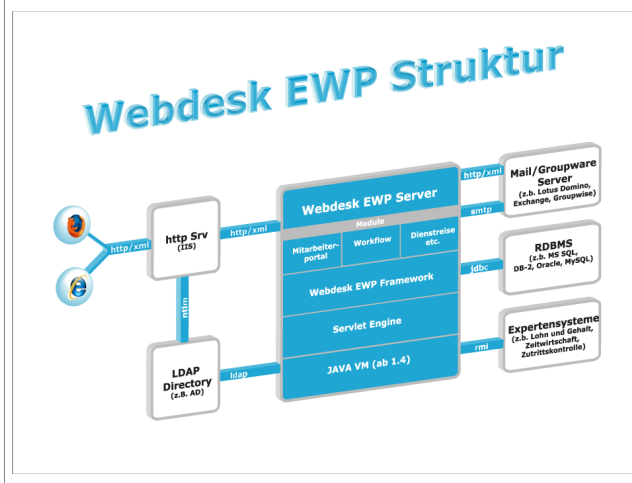 Webdesk EWP Struktur
http/xml
http Srv
(IIS)
http/xml
ntlm
LDAP
Directory
(z.B. AD)
ldap
Webdesk EWP Server
Module
Mitarbeiter-
portal
Workflow
Dienstreise
etc.
Webdesk EWP Framework
Servlet Engine
JAVA VM (ab 1.4)
http/xml
smtp
Mail/Groupware
Server
(z.b. Lotus Domino,
Exchange, Groupwise)
jdbc
RDBMS
(z.b. MS SQL,
DB-2, Oracle, MySQL)
rmi
Expertensysteme
(z.b. Lohn und Gehalt,
Zeitwirtschaft,
Zutrittskontrolle)